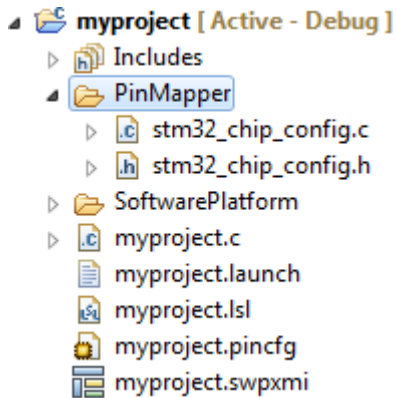 myproject [ Active - Debug ]
Includes
PinMapper
stm32_chip_config.c
stm32_chip_config.h
SoftwarePlatform
myproject.c
myproject.launch
myproject.lsl
myproject.pincfg
myproject.swpxmi